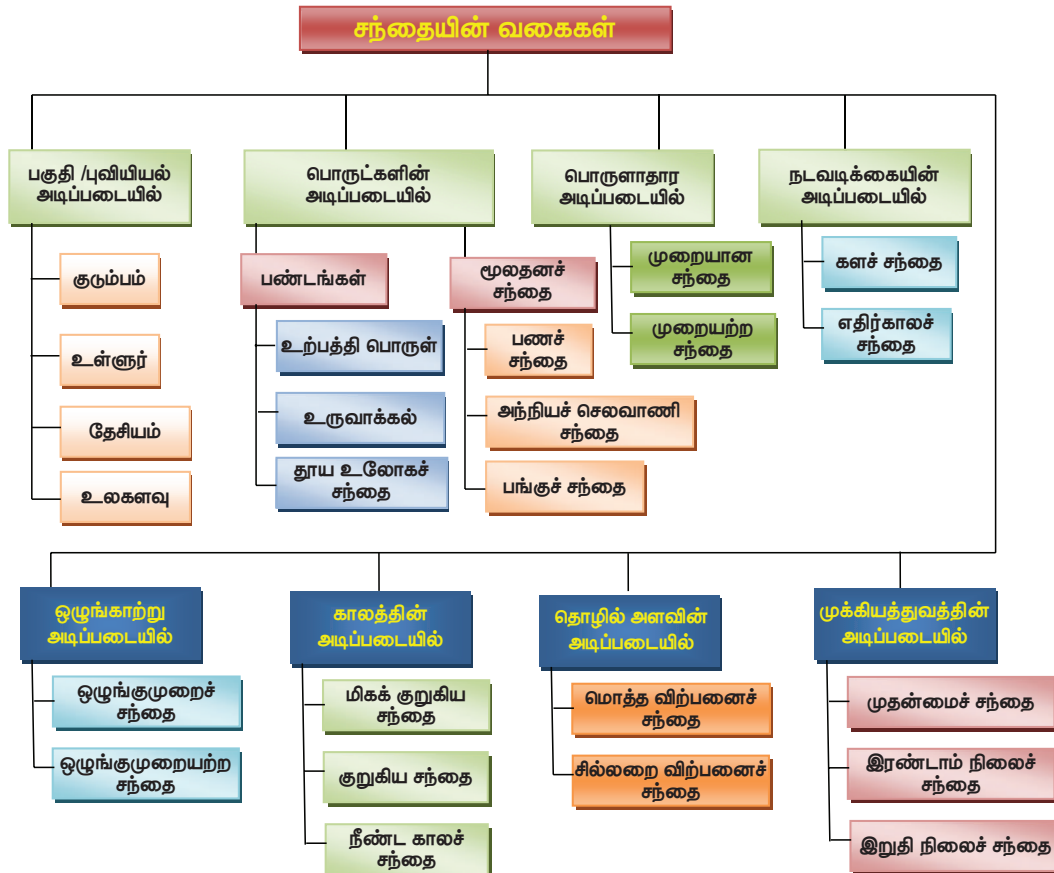 சந்தையின் வகைகள்
பகுதி /புவியியல்
அடிப்படையில்
குடும்பம்
உள்ளுர்
தேசியம்
உலகளவு
பொருட்களின்
அடிப்படையில்
பண்டங்கள்
உற்பத்தி பொருள்
உருவாக்கல்
தூய உலோகச்
சந்தை
மூலதனச்
சந்தை
பணச்
சந்தை
அந்நியச் செலவாணி
சந்தை
பங்குச் சந்தை
பொருளாதார
அடிப்படையில்
முறையான
சந்தை
முறையற்ற
சந்தை
நடவடிக்கையின்
அடிப்படையில்
களச் சந்தை
எதிர்காலச்
சந்தை
ஒழுங்காற்று
அடிப்படையில்
ஒழுங்குமுறைச்
சந்தை
ஒழுங்குமுறையற்ற
சந்தை
காலத்தின்
அடிப்படையில்
மிகக் குறுகிய
சந்தை
குறுகிய சந்தை
நீண்ட காலச்
சந்தை
தொழில் அளவின்
அடிப்படையில்
மொத்த விற்பனைச்
சந்தை
சில்லறை விற்பனைச்
சந்தை
முக்கியத்துவத்தின்
அடிப்படையில்
முதன்மைச் சந்தை
இரண்டாம் நிலைச்
சந்தை
இறுதி நிலைச் சந்தை